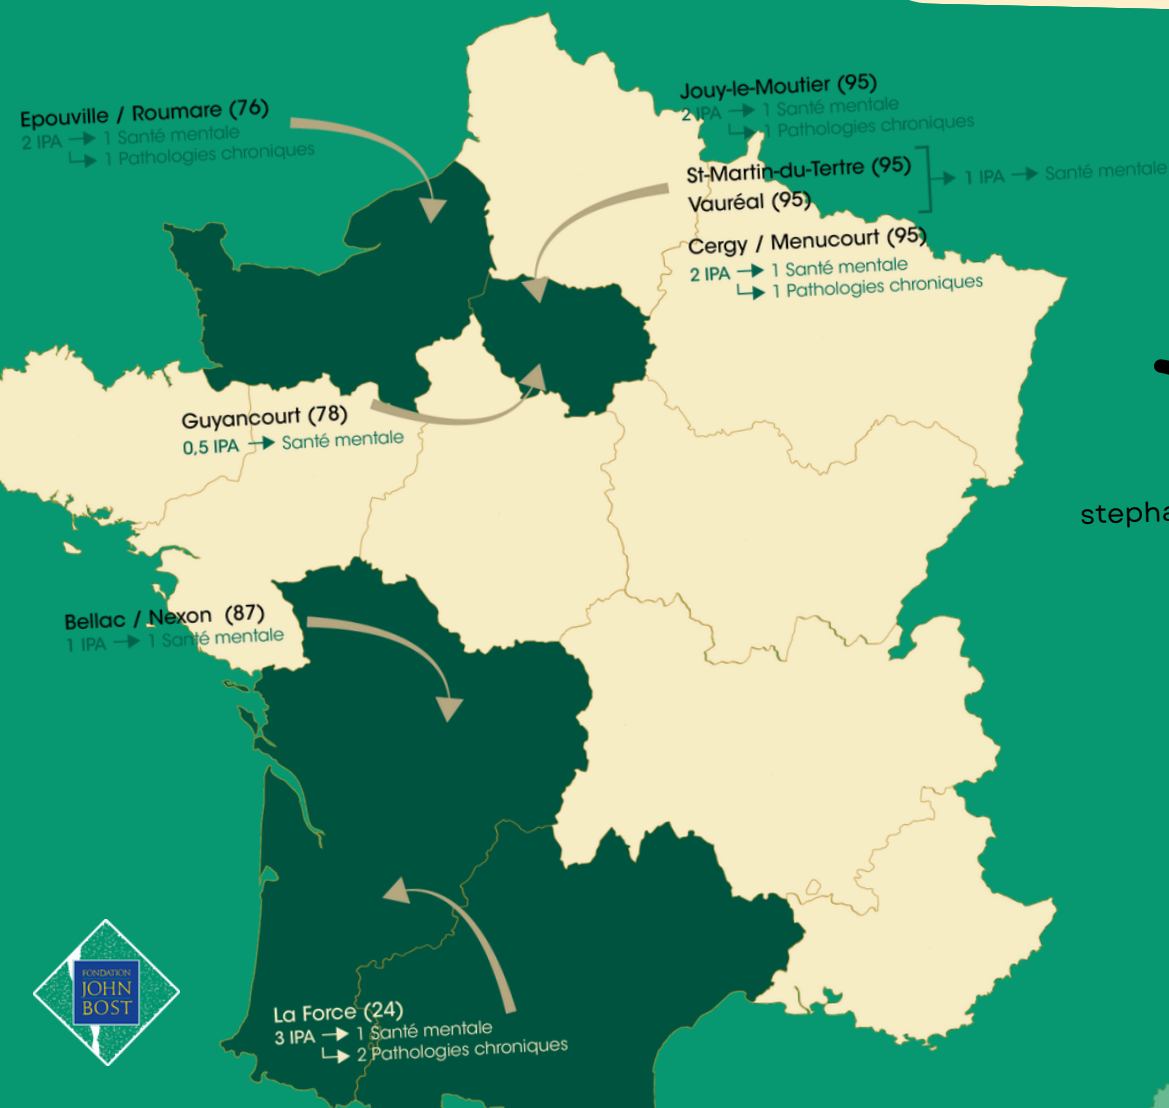 Epouville / Roumare (76)
2 IPA → 1 Santé mentale
↳ 1 Pathologies chroniques
Jouy-le-Moutier (95)
2 IPA → 1 Santé mentale
↳ 1 Pathologies chroniques
St-Martin-du-Tertre (95)
Vauréal (95)
→ 1 IPA → Santé mentale
Cergy / Menucourt (95)
2 IPA → 1 Santé mentale
↳ 1 Pathologies chroniques
Guyancourt (78)
0,5 IPA → Santé mentale
stepha
Bellac / Nexon (87)
1 IPA → 1 Santé mentale
FONDATION
JOHN
BOST
La Force (24)
3 IPA → 1 Santé mentale
↳ 2 Pathologies chroniques